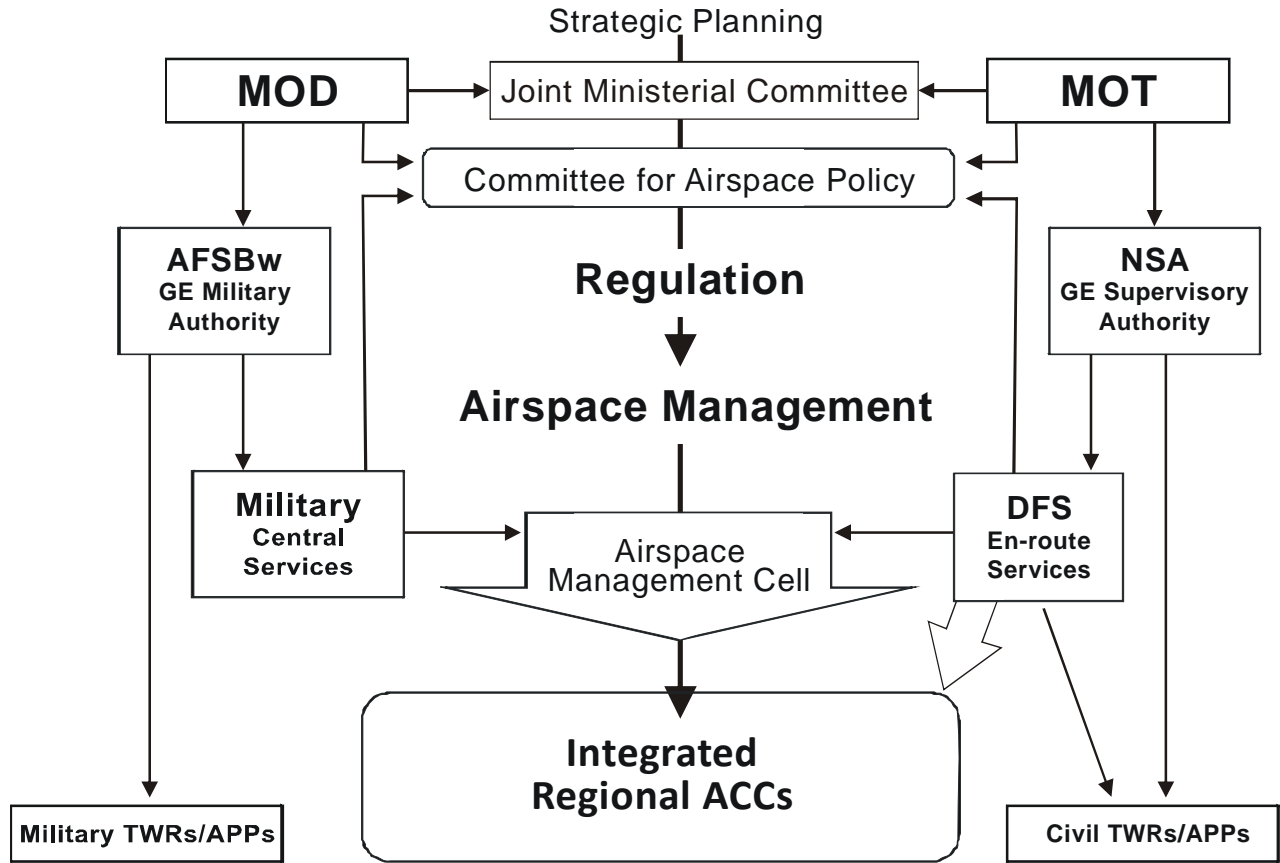 Strategic Planning
MOD
Joint Ministerial Committee
MOT
Committee for Airspace Policy
AFSBw
GE Military
Authority
Regulation
NSA
GE Supervisory
Authority
Airspace Management
Military
Central
Services
Airspace
Management Cell
DFS
En-route
Services
Integrated
Regional ACCs
Military TWRs/APPs
Civil TWRs/APPs